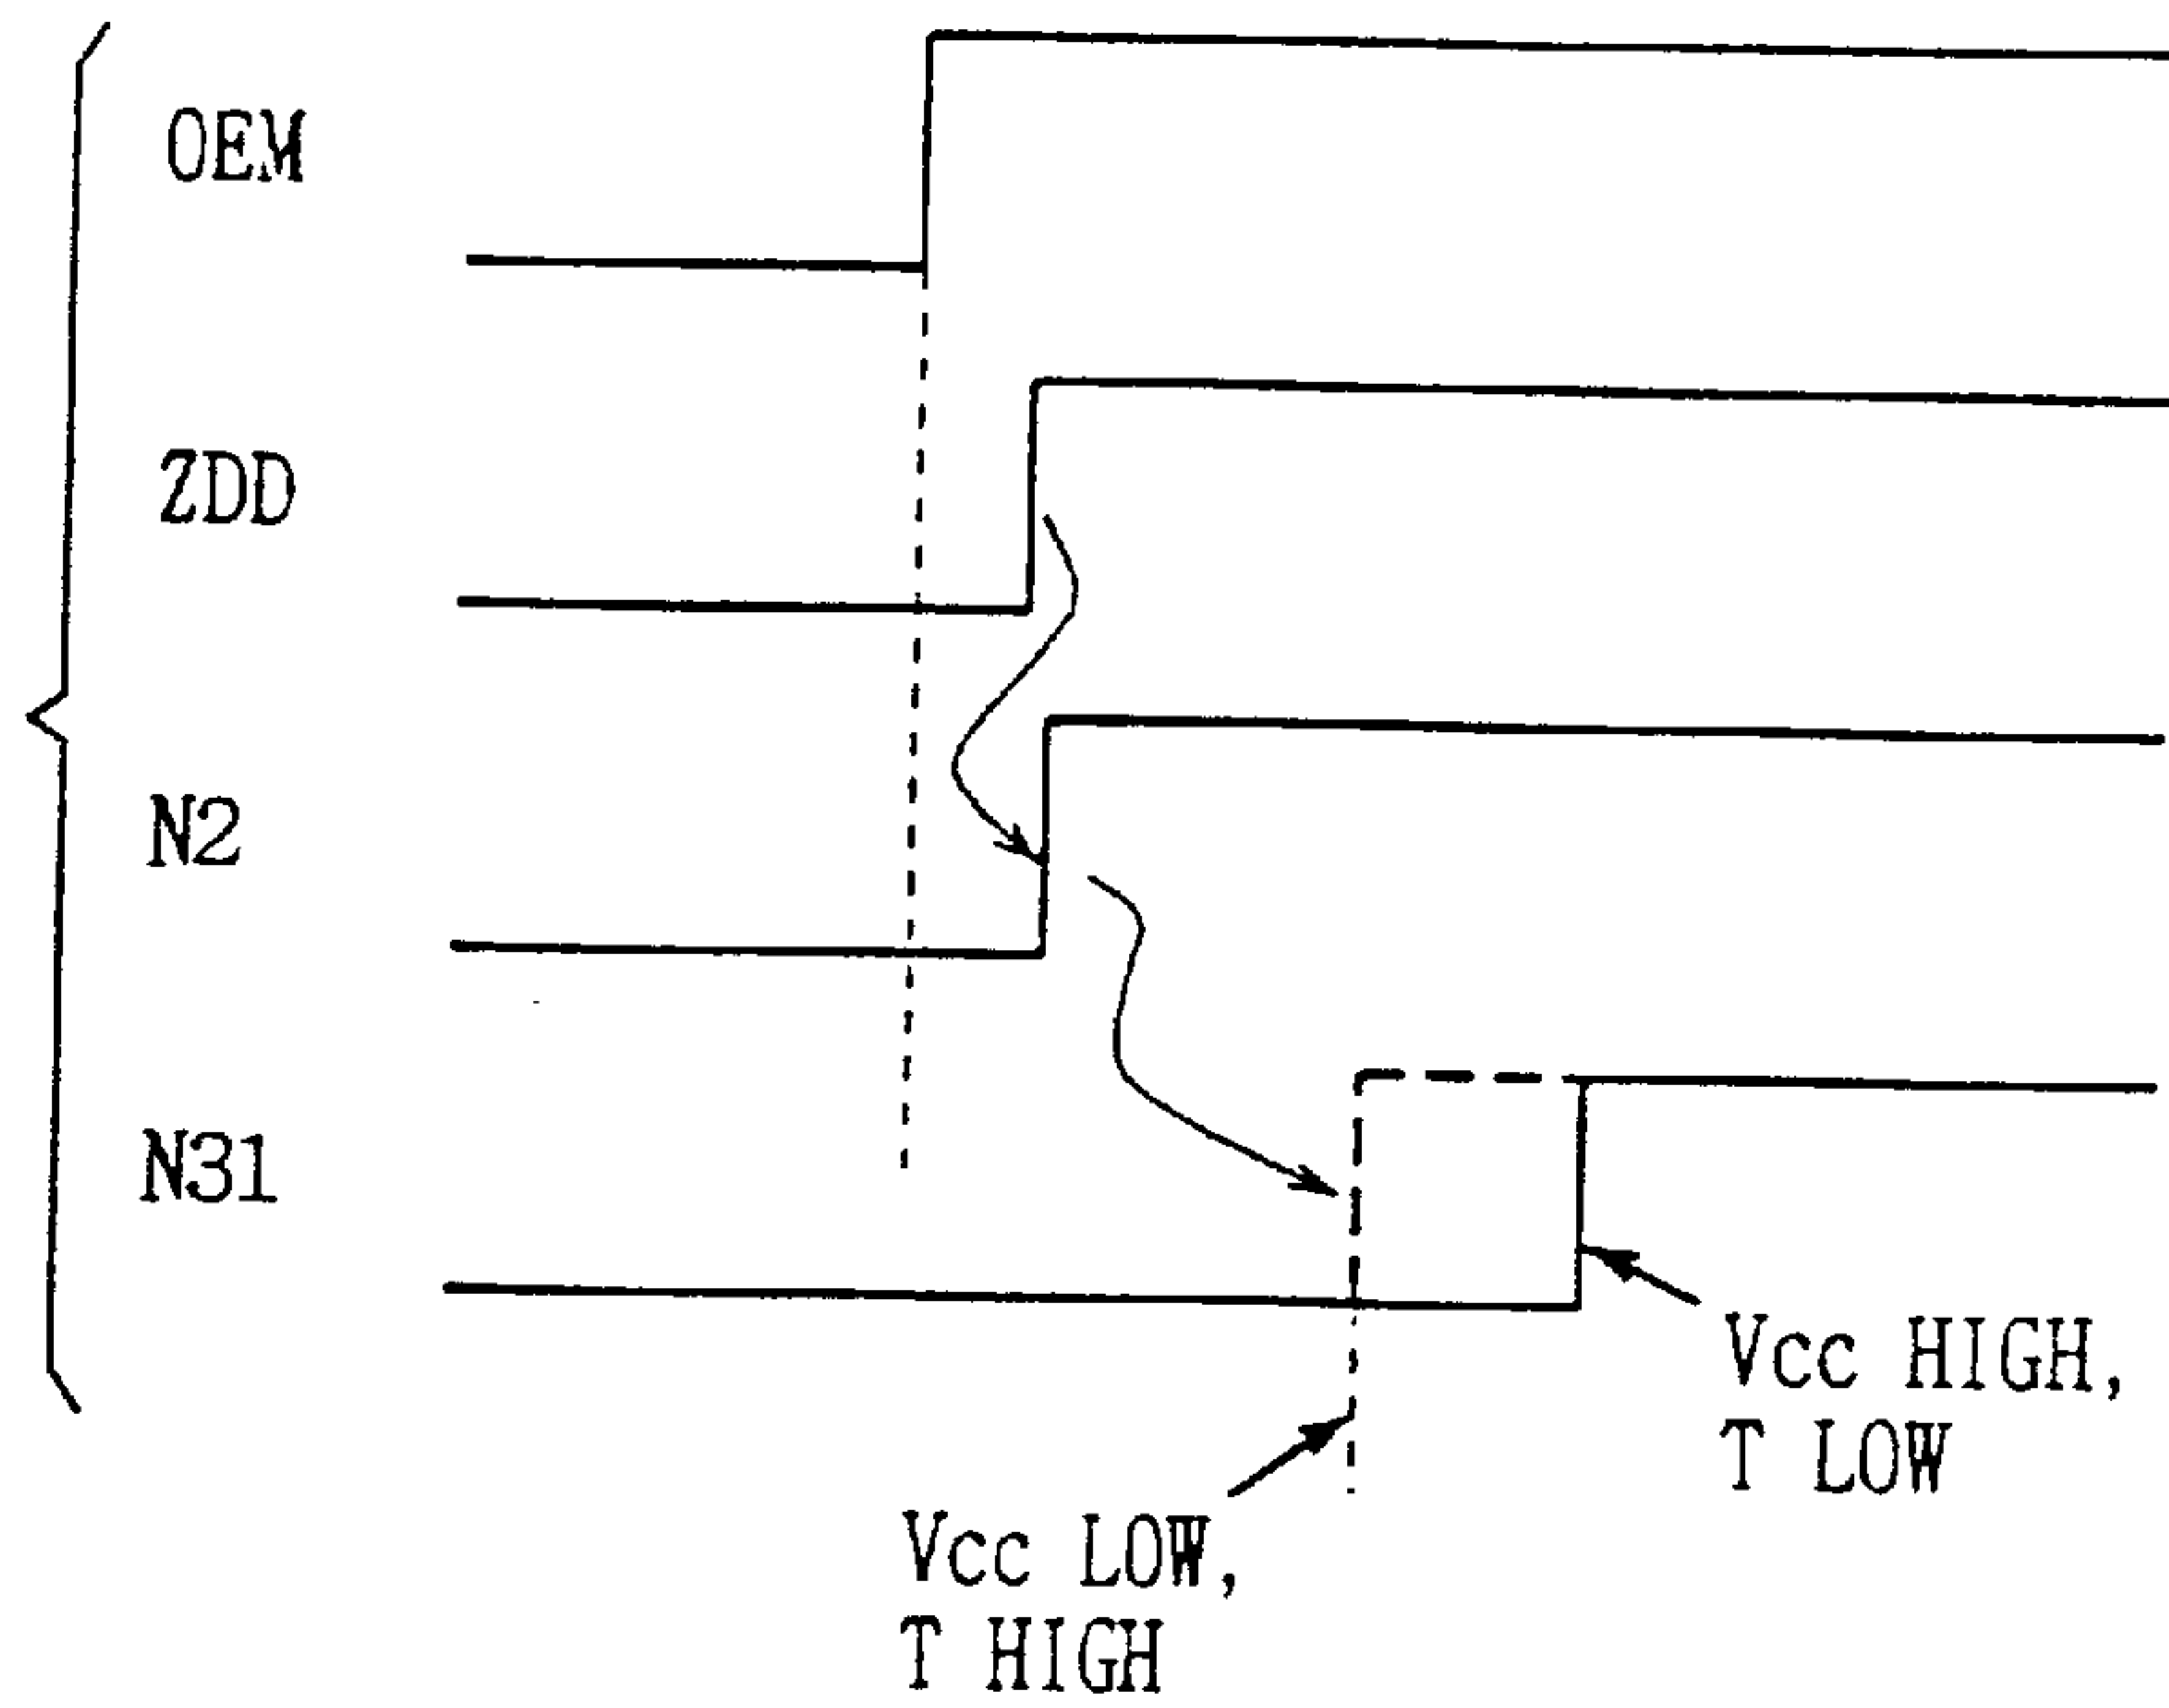 OEM
ZDD
N2
N31
Vcc HIGH,
T LOW
Vcc LOW,
T HIGH